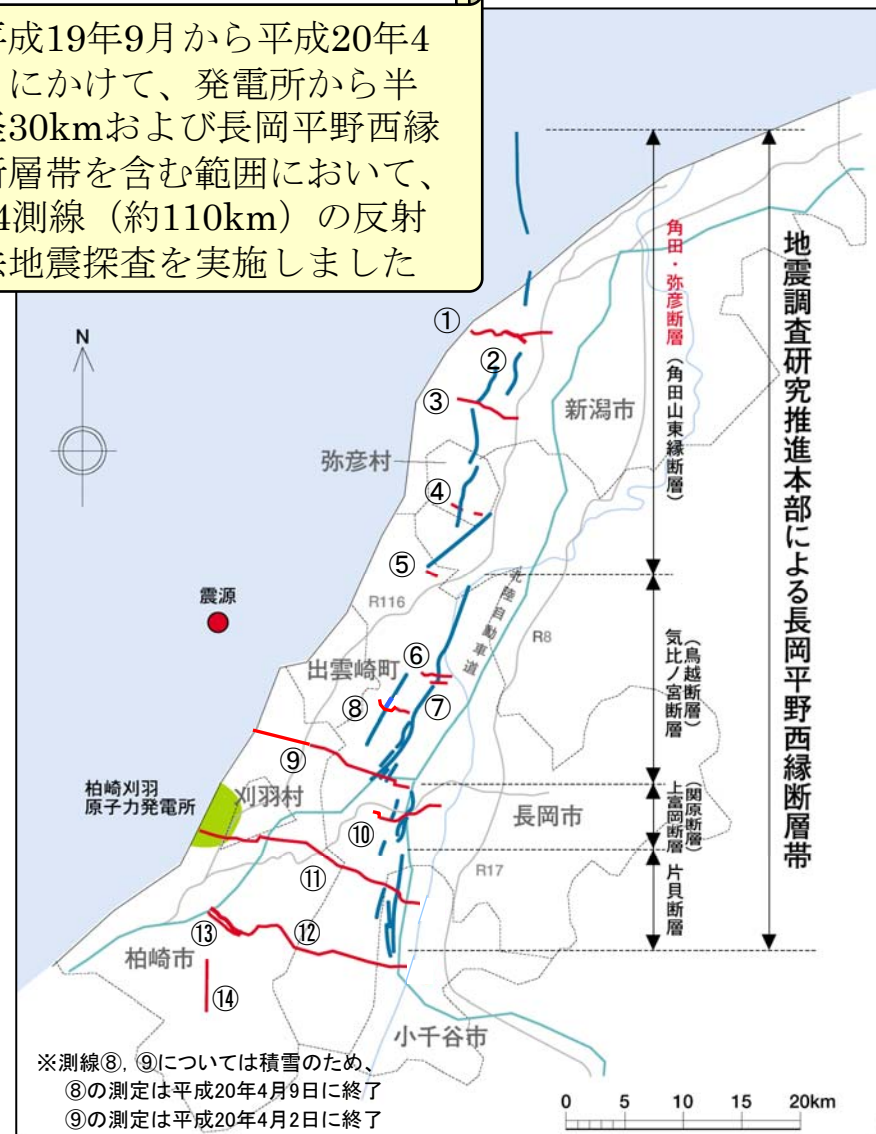 平成19年9月から平成20年4
にかけて、発電所から半
径30kmおよび長岡平野西縁
断層帯を含む範囲において、
4測線（約110km）の反射
法地震探査を実施しました
N
①
②
③
④
⑤
⑥
⑦
⑧
⑨
⑩
⑪
⑫
⑬
⑭
新潟市
弥彦村
震源
R116
北陸自動車道
R8
出雲崎町
柏崎刈羽
原子力発電所
刈羽村
長岡市
R17
柏崎市
小千谷市
角田・弥彦断層（角田山東縁断層）
（鳥越断層）
気比ノ宮断層
（関原断層）
上富岡断層
片貝断層
地震調査研究推進本部による長岡平野西縁断層帯
※測線⑧，⑨については積雪のため、
⑧の測定は平成20年4月9日に終了
⑨の測定は平成20年4月2日に終了
0 5 10 15 20km